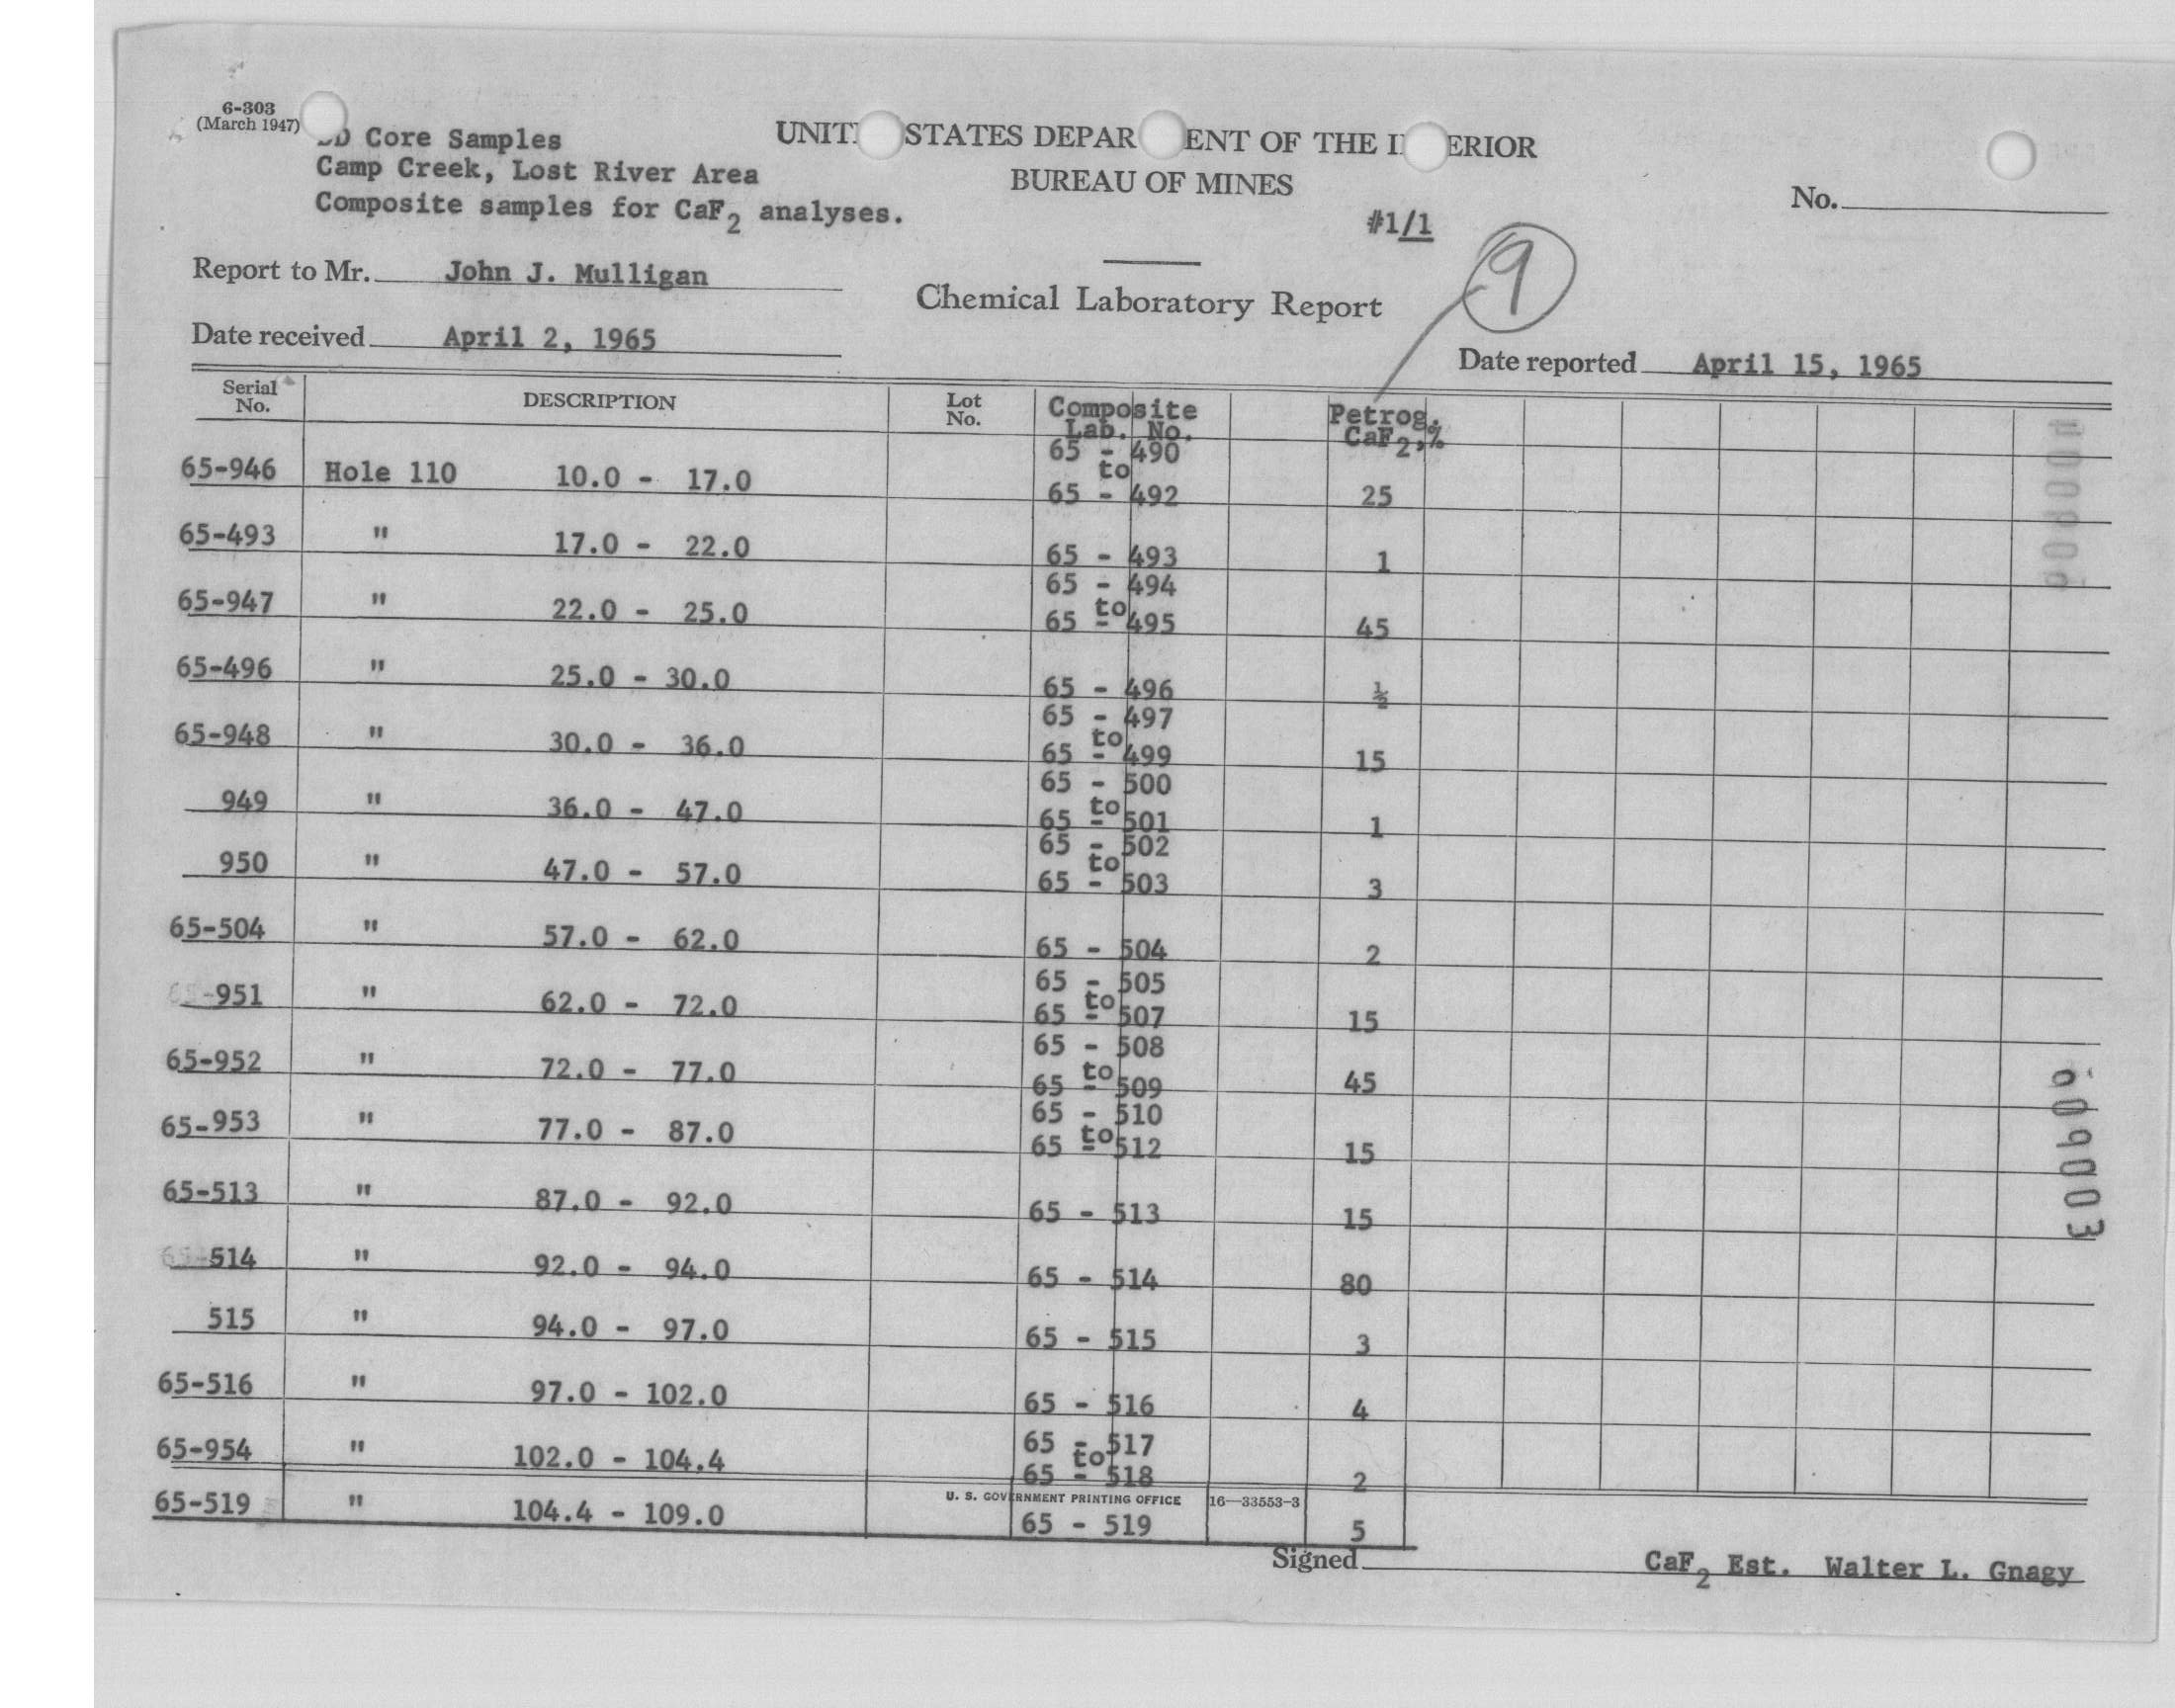 6-303
(March 1947)
DD Core Samples
Camp Creek, Lost River Area
Composite samples for CaF2 analyses.
UNIT STATES DEPAR ENT OF THE I ERIOR
BUREAU OF MINES
#1/1
No.
9
Report to Mr. John J. Mulligan
Chemical Laboratory Report
Date received April 2, 1965
Date reported April 15, 1965
Serial No. DESCRIPTION Lot No. Composite Lab. No. Petrog. CaF2,%
65-946 Hole 110 10.0 - 17.0 65 - 490 to 65 - 492 25
65-493 " 17.0 - 22.0 65 - 493 1
65-947 " 22.0 - 25.0 65 - 494 to 65 - 495 45
65-496 " 25.0 - 30.0 65 - 496 ½
65-948 " 30.0 - 36.0 65 - 497 to 65 - 499 15
949 " 36.0 - 47.0 65 - 500 to 65 - 501 1
950 " 47.0 - 57.0 65 - 502 to 65 - 503 3
65-504 " 57.0 - 62.0 65 - 504 2
65-951 " 62.0 - 72.0 65 - 505 to 65 - 507 15
65-952 " 72.0 - 77.0 65 - 508 to 65 - 509 45
65-953 " 77.0 - 87.0 65 - 510 to 65 - 512 15
65-513 " 87.0 - 92.0 65 - 513 15
65-514 " 92.0 - 94.0 65 - 514 80
515 " 94.0 - 97.0 65 - 515 3
65-516 " 97.0 - 102.0 65 - 516 4
65-954 " 102.0 - 104.4 65 - 517 to 65 - 518 2
U. S. GOVERNMENT PRINTING OFFICE 16—33553-3
65-519 " 104.4 - 109.0 65 - 519 5
Signed CaF2 Est. Walter L. Gnagy